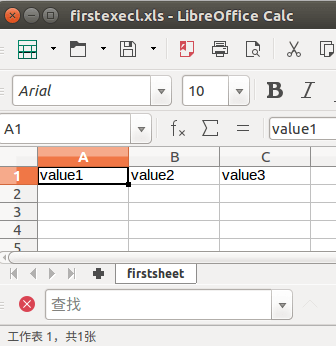 firstexecl.xls - LibreOffice Calc
Arial 10 B I
A1 fx Σ = value1
A B C
1 value1 value2 value3
2
3
4
5
firstsheet
查找
工作表 1，共1张